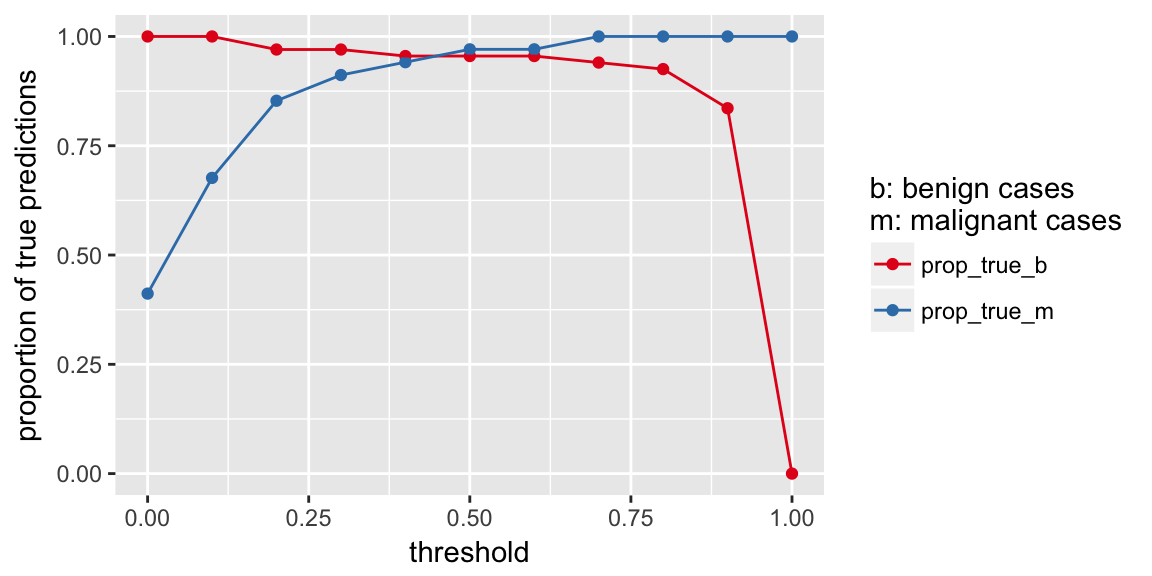 1.00
0.75
0.50
0.25
0.00
proportion of true predictions
0.00 0.25 0.50 0.75 1.00
threshold
b: benign cases
m: malignant cases
prop_true_b
prop_true_m